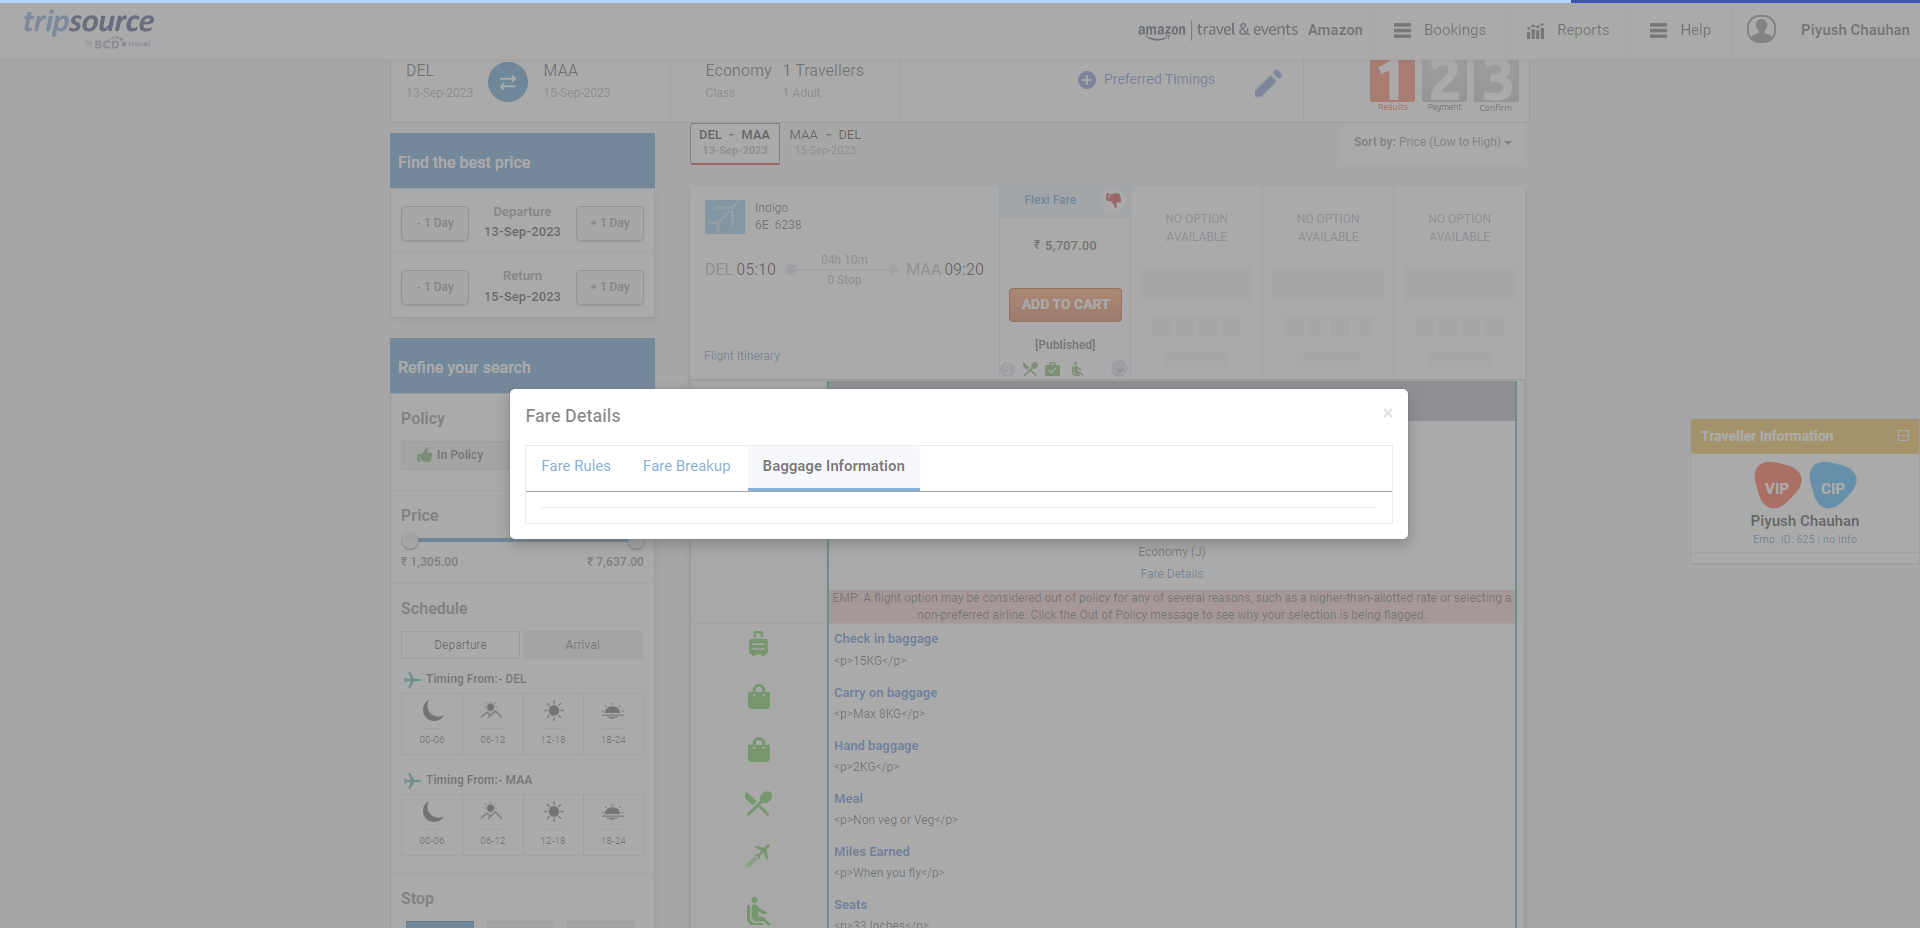 tripsource
by BCD travel
amazon travel & events Amazon
Bookings
Reports
Help
Piyush Chauhan
DEL
13-Sep-2023
MAA
15-Sep-2023
Economy
Class
1 Travellers
1 Adult
Preferred Timings
1 2 3
Results Payment Confirm
DEL - MAA
13-Sep-2023
MAA - DEL
15-Sep-2023
Sort by: Price (Low to High)
Find the best price
- 1 Day
Departure
13-Sep-2023
+ 1 Day
- 1 Day
Return
15-Sep-2023
+ 1 Day
Refine your search
Policy
In Policy
Price
₹ 1,305.00 ₹ 7,637.00
Schedule
Departure Arrival
Timing From:- DEL
00-06 06-12 12-18 18-24
Timing From:- MAA
00-06 06-12 12-18 18-24
Stop
Indigo
6E 6238
DEL 05:10
04h 10m
0 Stop
MAA 09:20
Flight Itinerary
Flexi Fare
₹ 5,707.00
ADD TO CART
[Published]
NO OPTION
AVAILABLE
NO OPTION
AVAILABLE
NO OPTION
AVAILABLE
Fare Details
×
Fare Rules Fare Breakup Baggage Information
Economy (J)
Fare Details
EMP: A flight option may be considered out of policy for any of several reasons, such as a higher-than-allotted rate or selecting a
non-preferred airline. Click the Out of Policy message to see why your selection is being flagged.
Check in baggage
<p>15KG</p>
Carry on baggage
<p>Max 8KG</p>
Hand baggage
<p>2KG</p>
Meal
<p>Non veg or Veg</p>
Miles Earned
<p>When you fly</p>
Seats
<p>33 Inches</p>
Traveller Information
VIP CIP
Piyush Chauhan
Emp. ID: 625 | no Info